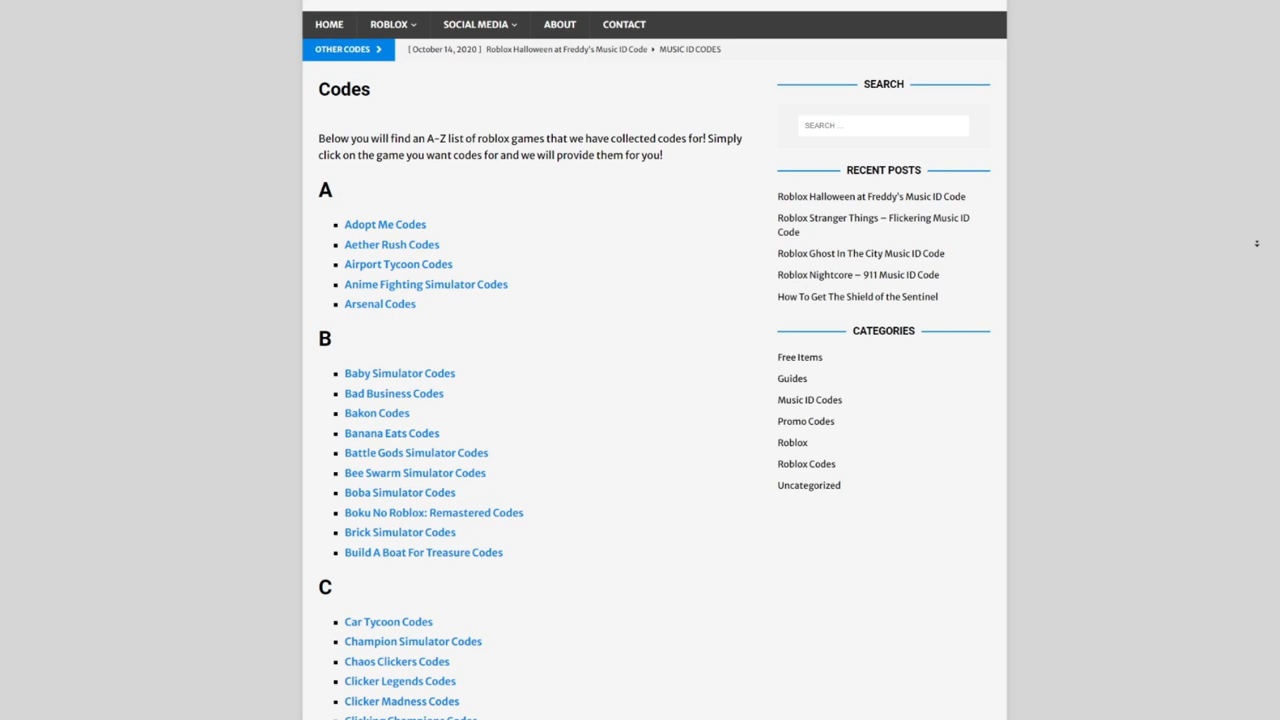 HOME ROBLOX SOCIAL MEDIA ABOUT CONTACT
OTHER CODES [ October 14, 2020 ] Roblox Halloween at Freddy's Music ID Code MUSIC ID CODES
Codes
Below you will find an A-Z list of roblox games that we have collected codes for! Simply
click on the game you want codes for and we will provide them for you!
A
Adopt Me Codes
Aether Rush Codes
Airport Tycoon Codes
Anime Fighting Simulator Codes
Arsenal Codes
B
Baby Simulator Codes
Bad Business Codes
Bakon Codes
Banana Eats Codes
Battle Gods Simulator Codes
Bee Swarm Simulator Codes
Boba Simulator Codes
Boku No Roblox: Remastered Codes
Brick Simulator Codes
Build A Boat For Treasure Codes
C
Car Tycoon Codes
Champion Simulator Codes
Chaos Clickers Codes
Clicker Legends Codes
Clicker Madness Codes
Clicking Champions Codes
SEARCH
SEARCH ...
RECENT POSTS
Roblox Halloween at Freddy's Music ID Code
Roblox Stranger Things – Flickering Music ID
Code
Roblox Ghost In The City Music ID Code
Roblox Nightcore – 911 Music ID Code
How To Get The Shield of the Sentinel
CATEGORIES
Free Items
Guides
Music ID Codes
Promo Codes
Roblox
Roblox Codes
Uncategorized